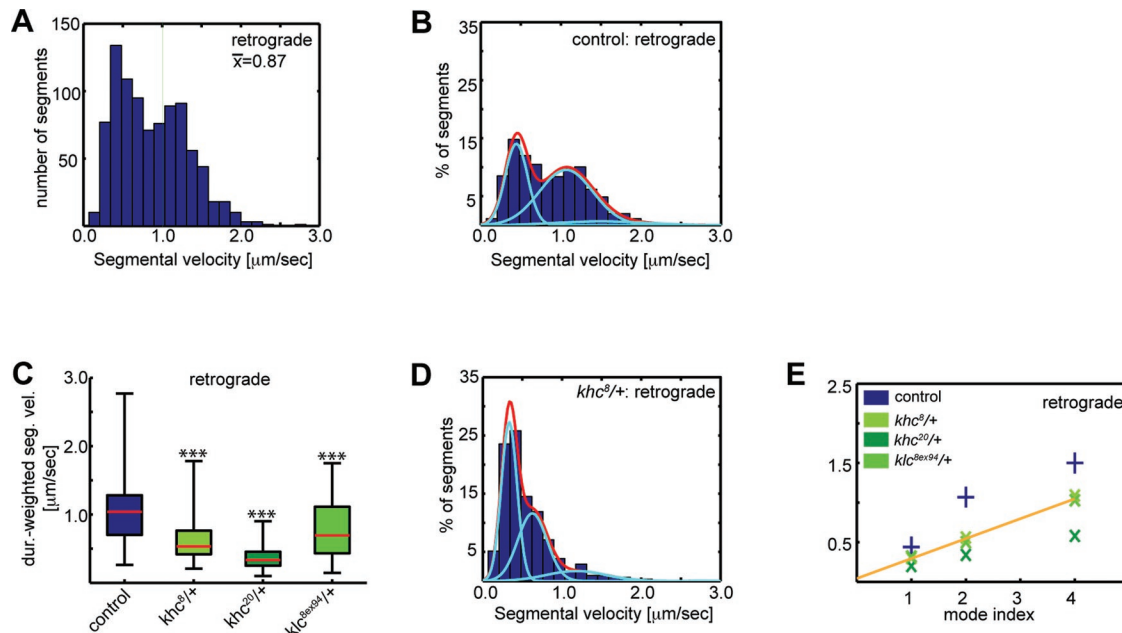 A
retrograde
x̅=0.87
number of segments
150
100
50
0.0 1.0 2.0 3.0
Segmental velocity [μm/sec]
B
control: retrograde
% of segments
35
25
15
5
0.0 1.0 2.0 3.0
Segmental velocity [μm/sec]
C
retrograde
dur.-weighted seg. vel.
[μm/sec]
3.0
2.0
1.0
***
***
***
control
khc⁸/+
khc²⁰/+
klc⁸ᵉˣ⁹⁴/+
D
khc⁸/+: retrograde
% of segments
35
25
15
5
0.0 1.0 2.0 3.0
Segmental velocity [μm/sec]
E
retrograde
control
khc⁸/+
khc²⁰/+
klc⁸ᵉˣ⁹⁴/+
2.5
1.5
0.5
1 2 3 4
mode index